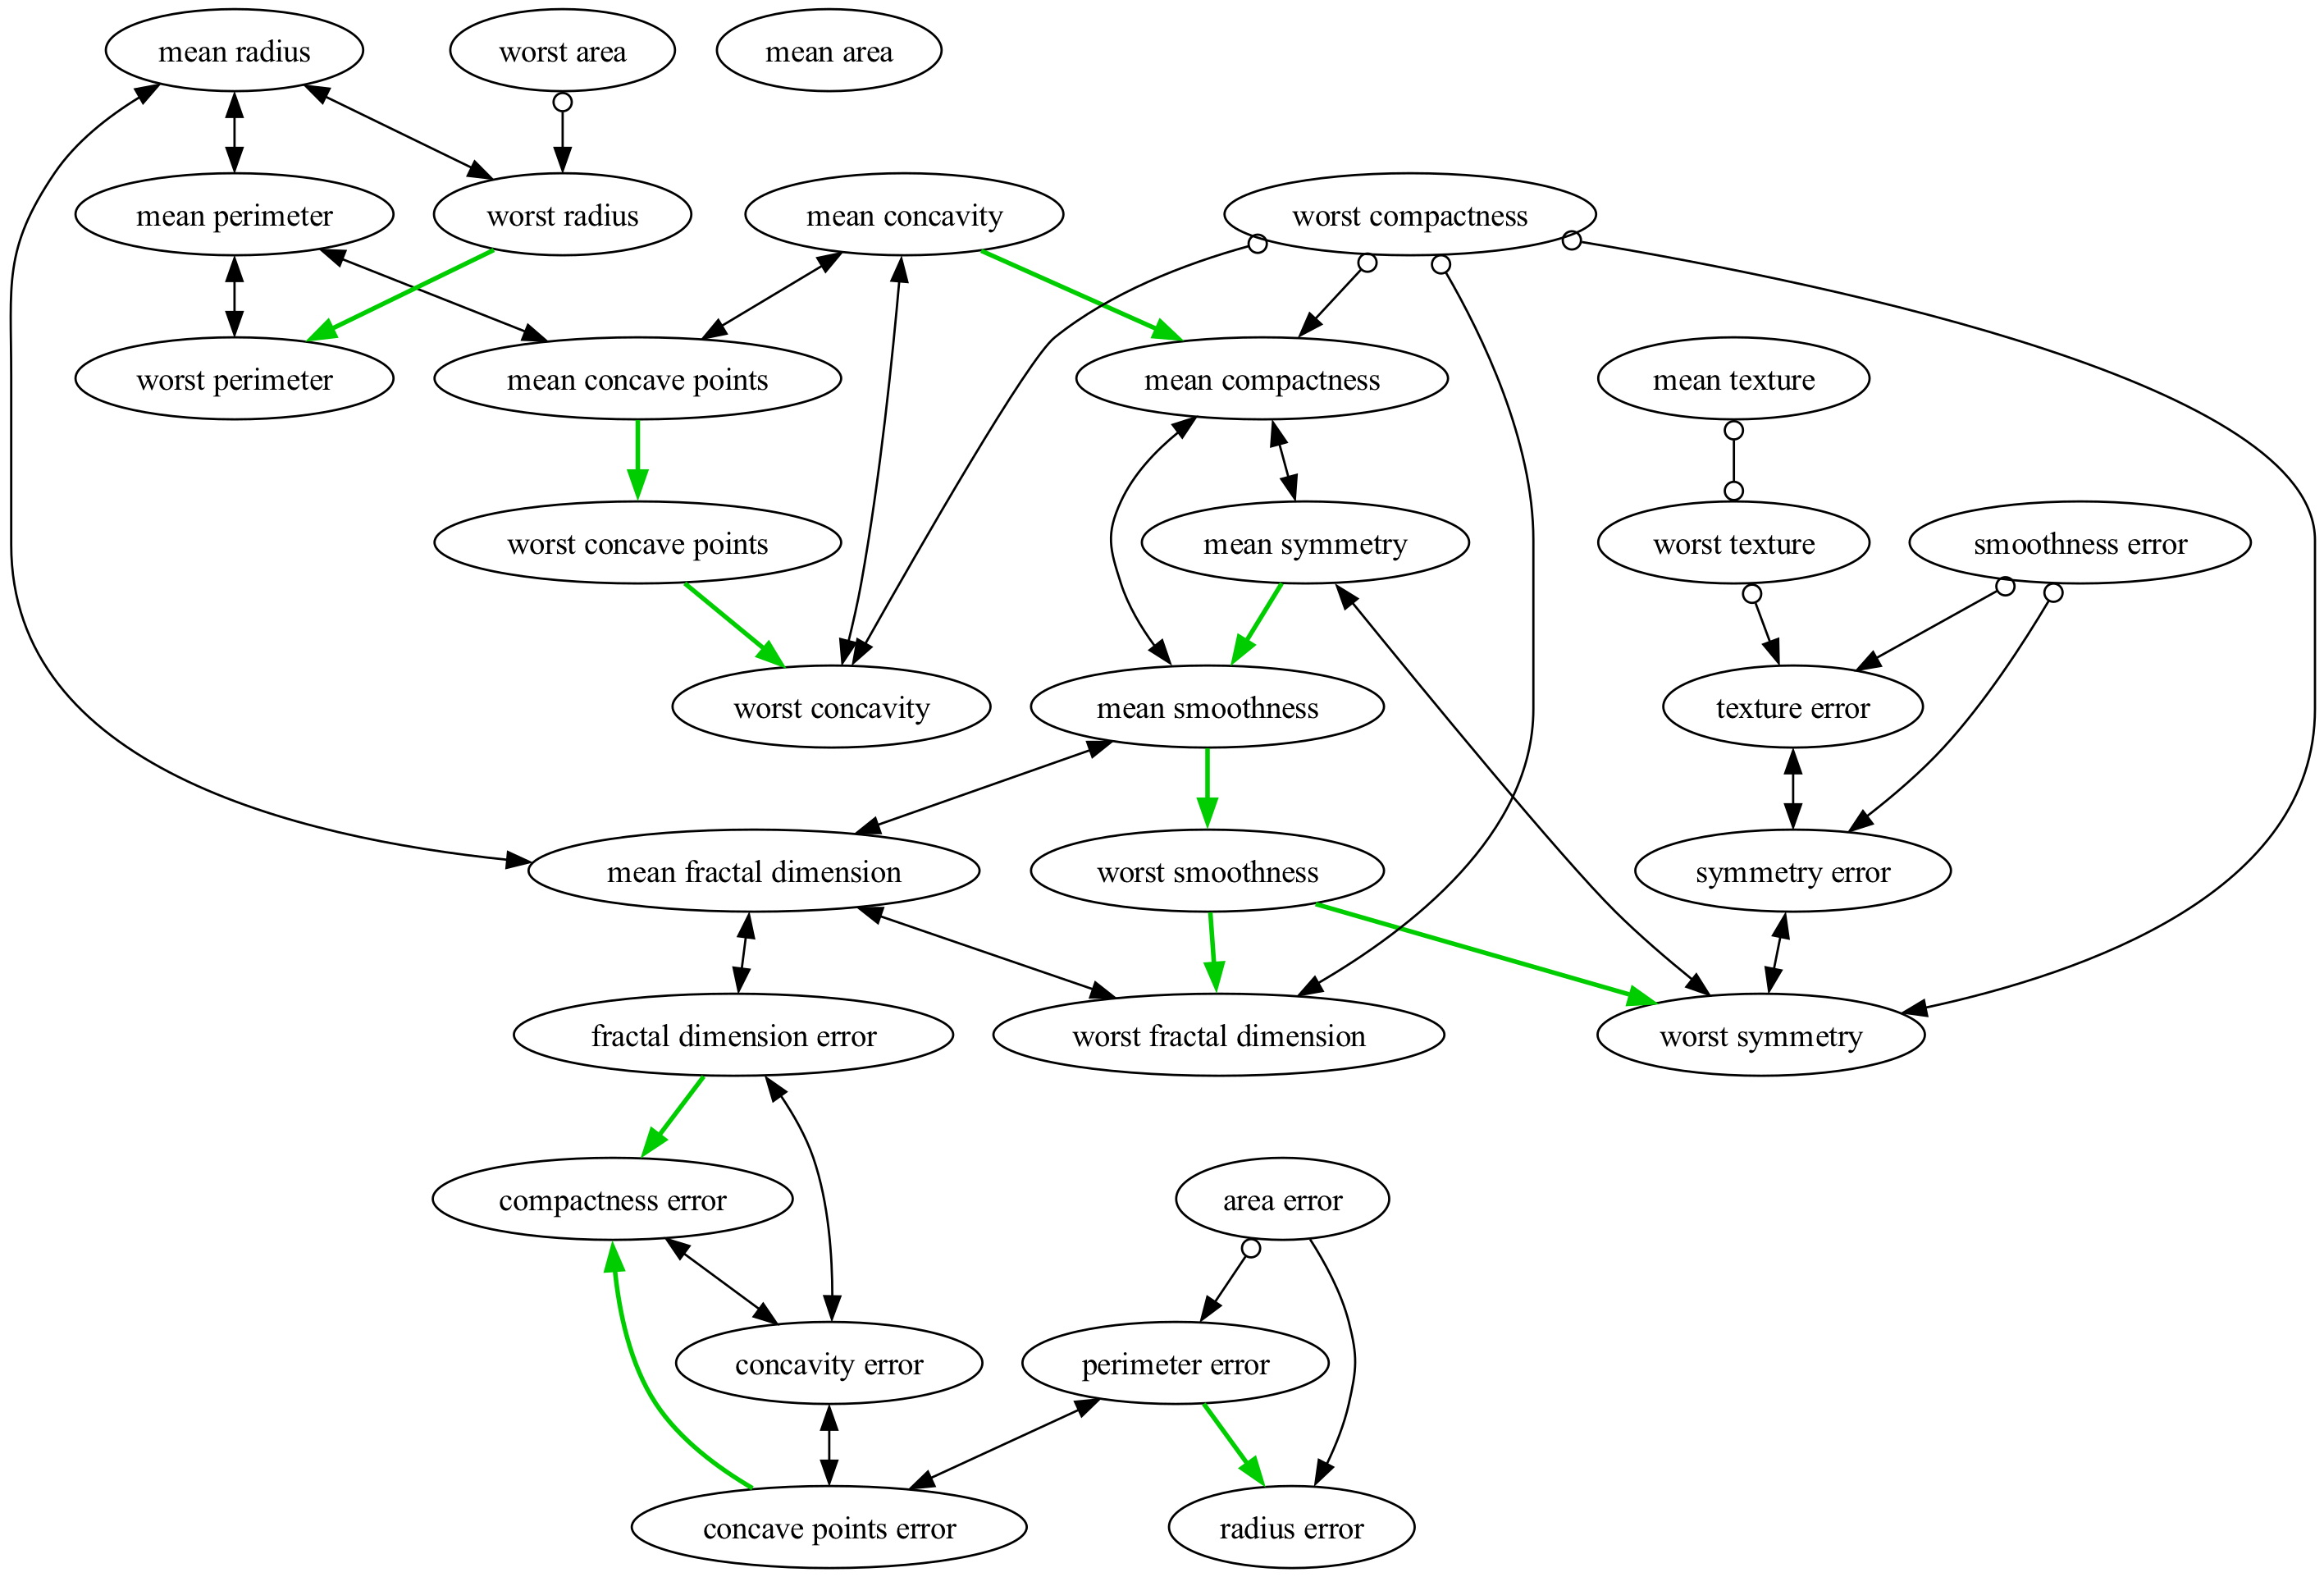 mean radius
worst area
mean area
mean perimeter
worst radius
mean concavity
worst compactness
worst perimeter
mean concave points
mean compactness
mean texture
worst concave points
mean symmetry
worst texture
smoothness error
worst concavity
mean smoothness
texture error
mean fractal dimension
worst smoothness
symmetry error
fractal dimension error
worst fractal dimension
worst symmetry
compactness error
area error
concavity error
perimeter error
concave points error
radius error